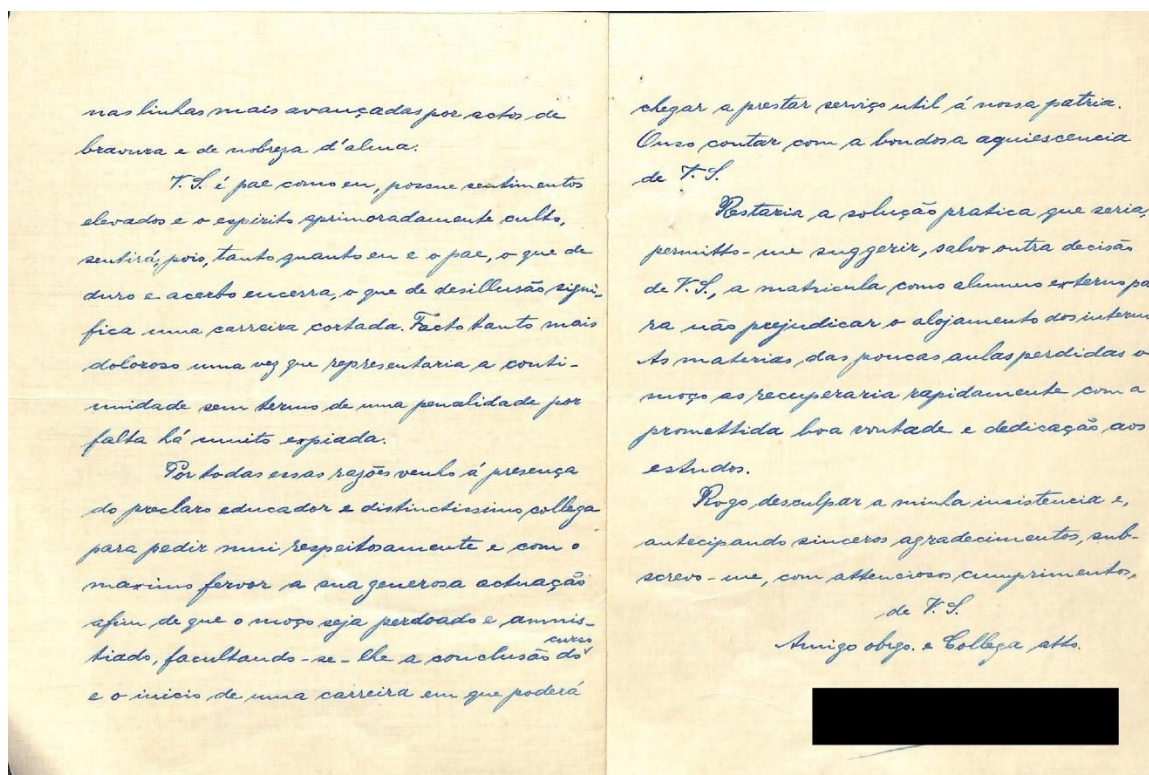 nas linhas mais avançadas por actos de
bravura e de nobreza d'alma.
V. S. é pae como eu, possue sentimentos
elevados e o espirito aprimoradamente culto,
sentirá, pois, tanto quanto eu e o pae, o que de
duro e acerbo encerra, o que de desillusão signi-
fica uma carreira cortada. Facto tanto mais
doloroso uma vez que representaria a conti-
nuidade sem termo de uma penalidade por
falta há muito expiada.
Por todas essas razões venho á presença
do preclaro educador e distinctissimo collega
para pedir mui respeitosamente e com o
maximo fervor a sua generosa actuação
afim de que o moço seja perdoado e amnis-
tiado, facultando-se-lhe a conclusão do curso
e o inicio de uma carreira em que poderá
chegar a prestar serviço util á nossa patria.
Ouso contar com a bondosa aquiescencia
de V. S.
Restaria a solução pratica que seria,
permitto-me suggerir, salvo outra decisão
de V. S., a matricula como alumno externo pa
ra não prejudicar o alojamento dos intern
As materias das poucas aulas perdidas o
moço as recuperaria rapidamente com a
promettida boa vontade e dedicação aos
estudos.
Rogo desculpar a minha insistencia e,
antecipando sinceros agradecimentos, sub-
screvo-me, com attenciosos cumprimentos,
de V. S.
Amigo obrgo. e Collega atto.